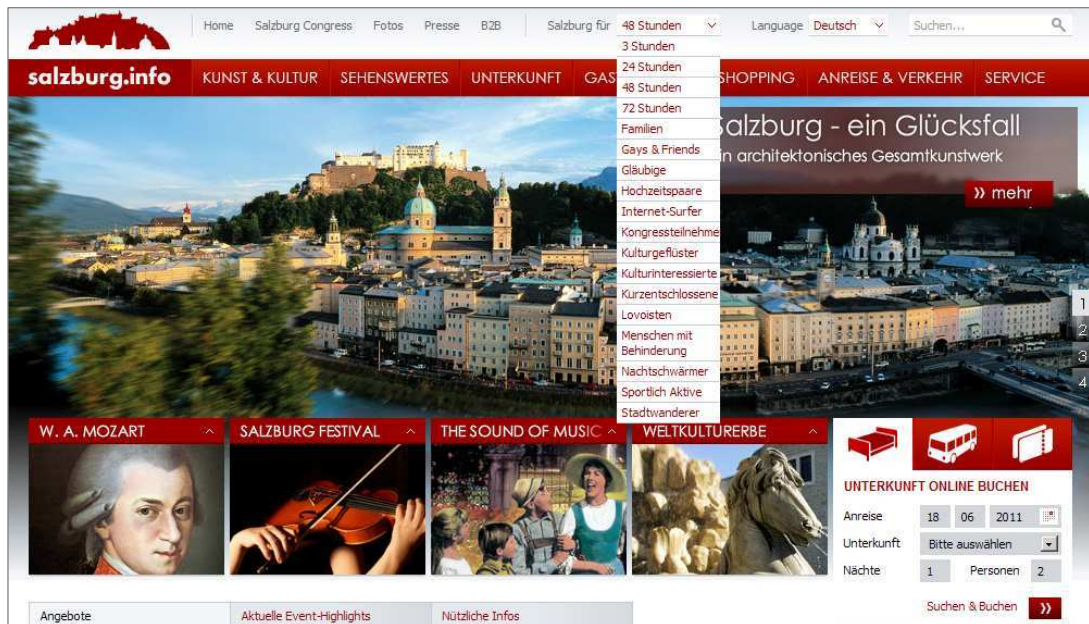 Home Salzburg Congress Fotos Presse B2B Salzburg für 48 Stunden Language Deutsch Suchen...
3 Stunden
24 Stunden
48 Stunden
72 Stunden
Familien
Gays & Friends
Gläubige
Hochzeitspaare
Internet-Surfer
Kongressteilnehme
Kulturgeflüster
Kulturinteressierte
Kurzentschlossene
Lovoisten
Menschen mit
Behinderung
Nachtschwärmer
Sportlich Aktive
Stadtwanderer
salzburg.info KUNST & KULTUR SEHENSWERTES UNTERKUNFT GAS SHOPPING ANREISE & VERKEHR SERVICE
Salzburg - ein Glücksfall
in architektonisches Gesamtkunstwerk
mehr
1
2
3
4
W. A. MOZART SALZBURG FESTIVAL THE SOUND OF MUSIC WELTKULTURERBE
UNTERKUNFT ONLINE BUCHEN
Anreise 18 06 2011
Unterkunft Bitte auswählen
Nächte 1 Personen 2
Suchen & Buchen
Angebote Aktuelle Event-Highlights Nützliche Infos